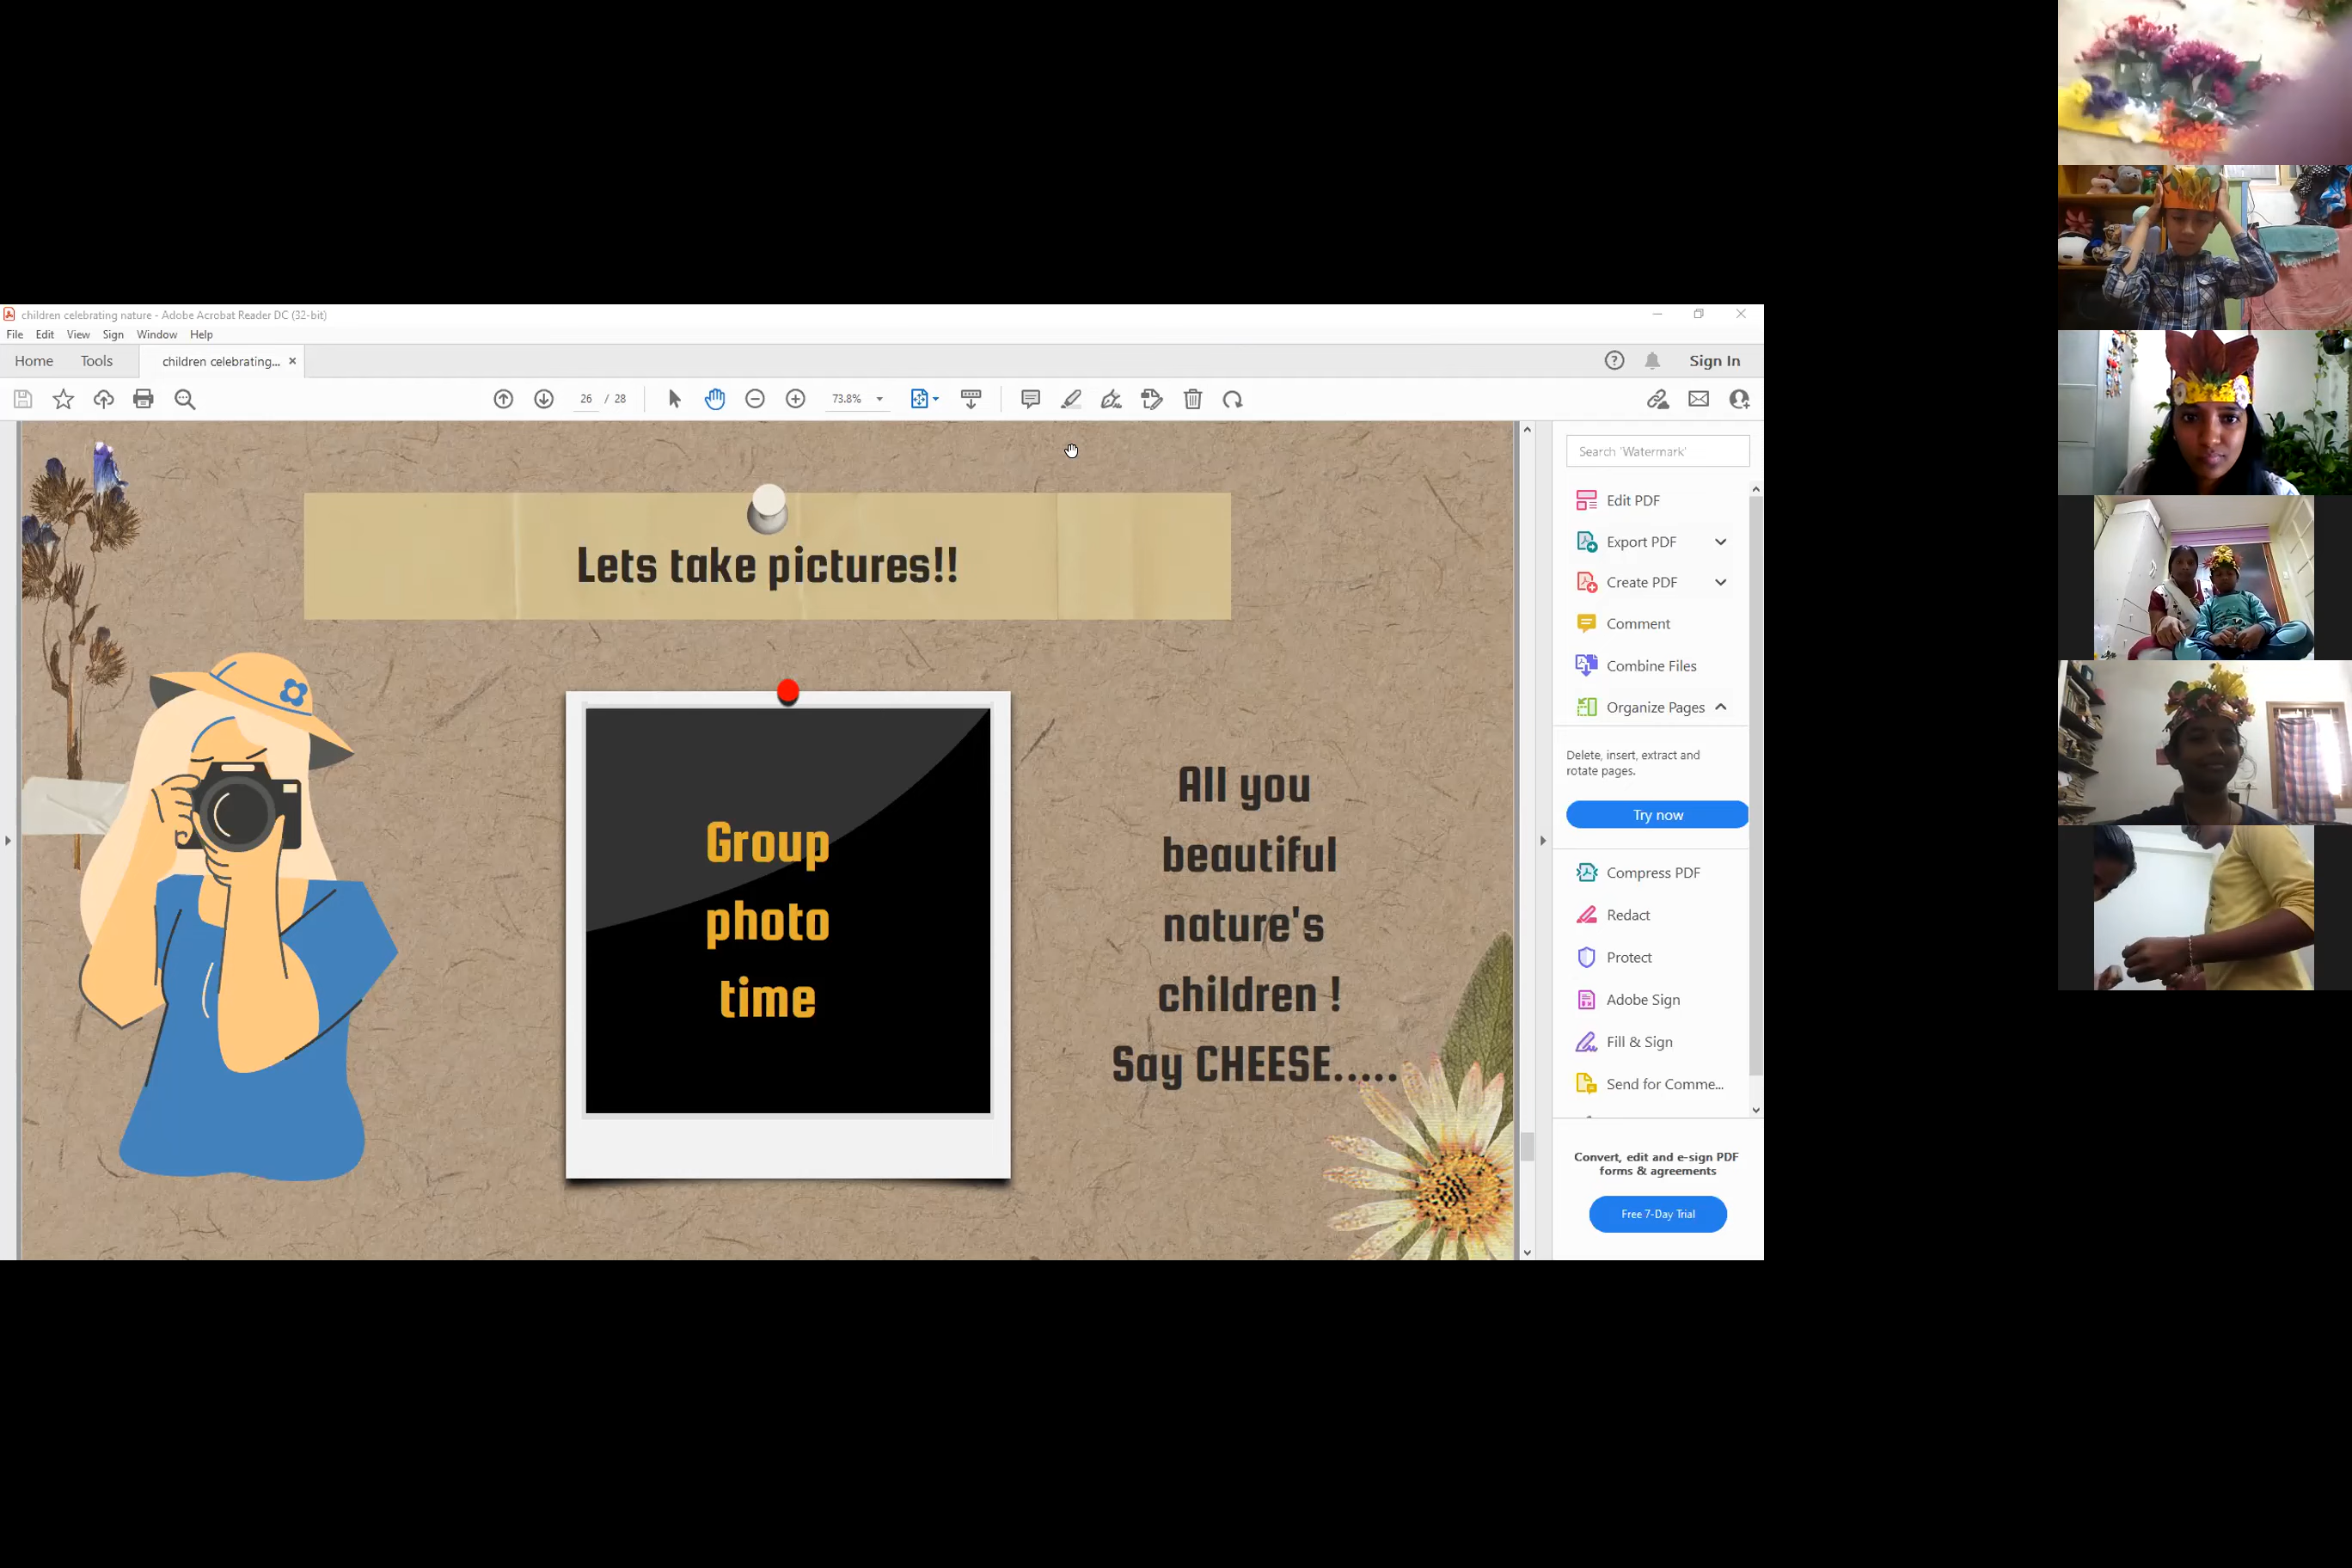 children celebrating nature - Adobe Acrobat Reader DC (32-bit)
File Edit View Sign Window Help
Home Tools children celebrating... × Sign In
26 / 28 73.8%
Lets take pictures!!
Group
photo
time
All you
beautiful
nature's
children !
Say CHEESE.....
Search 'Watermark'
Edit PDF
Export PDF
Create PDF
Comment
Combine Files
Organize Pages
Delete, insert, extract and
rotate pages.
Try now
Compress PDF
Redact
Protect
Adobe Sign
Fill & Sign
Send for Comme...
Convert, edit and e-sign PDF
forms & agreements
Free 7-Day Trial